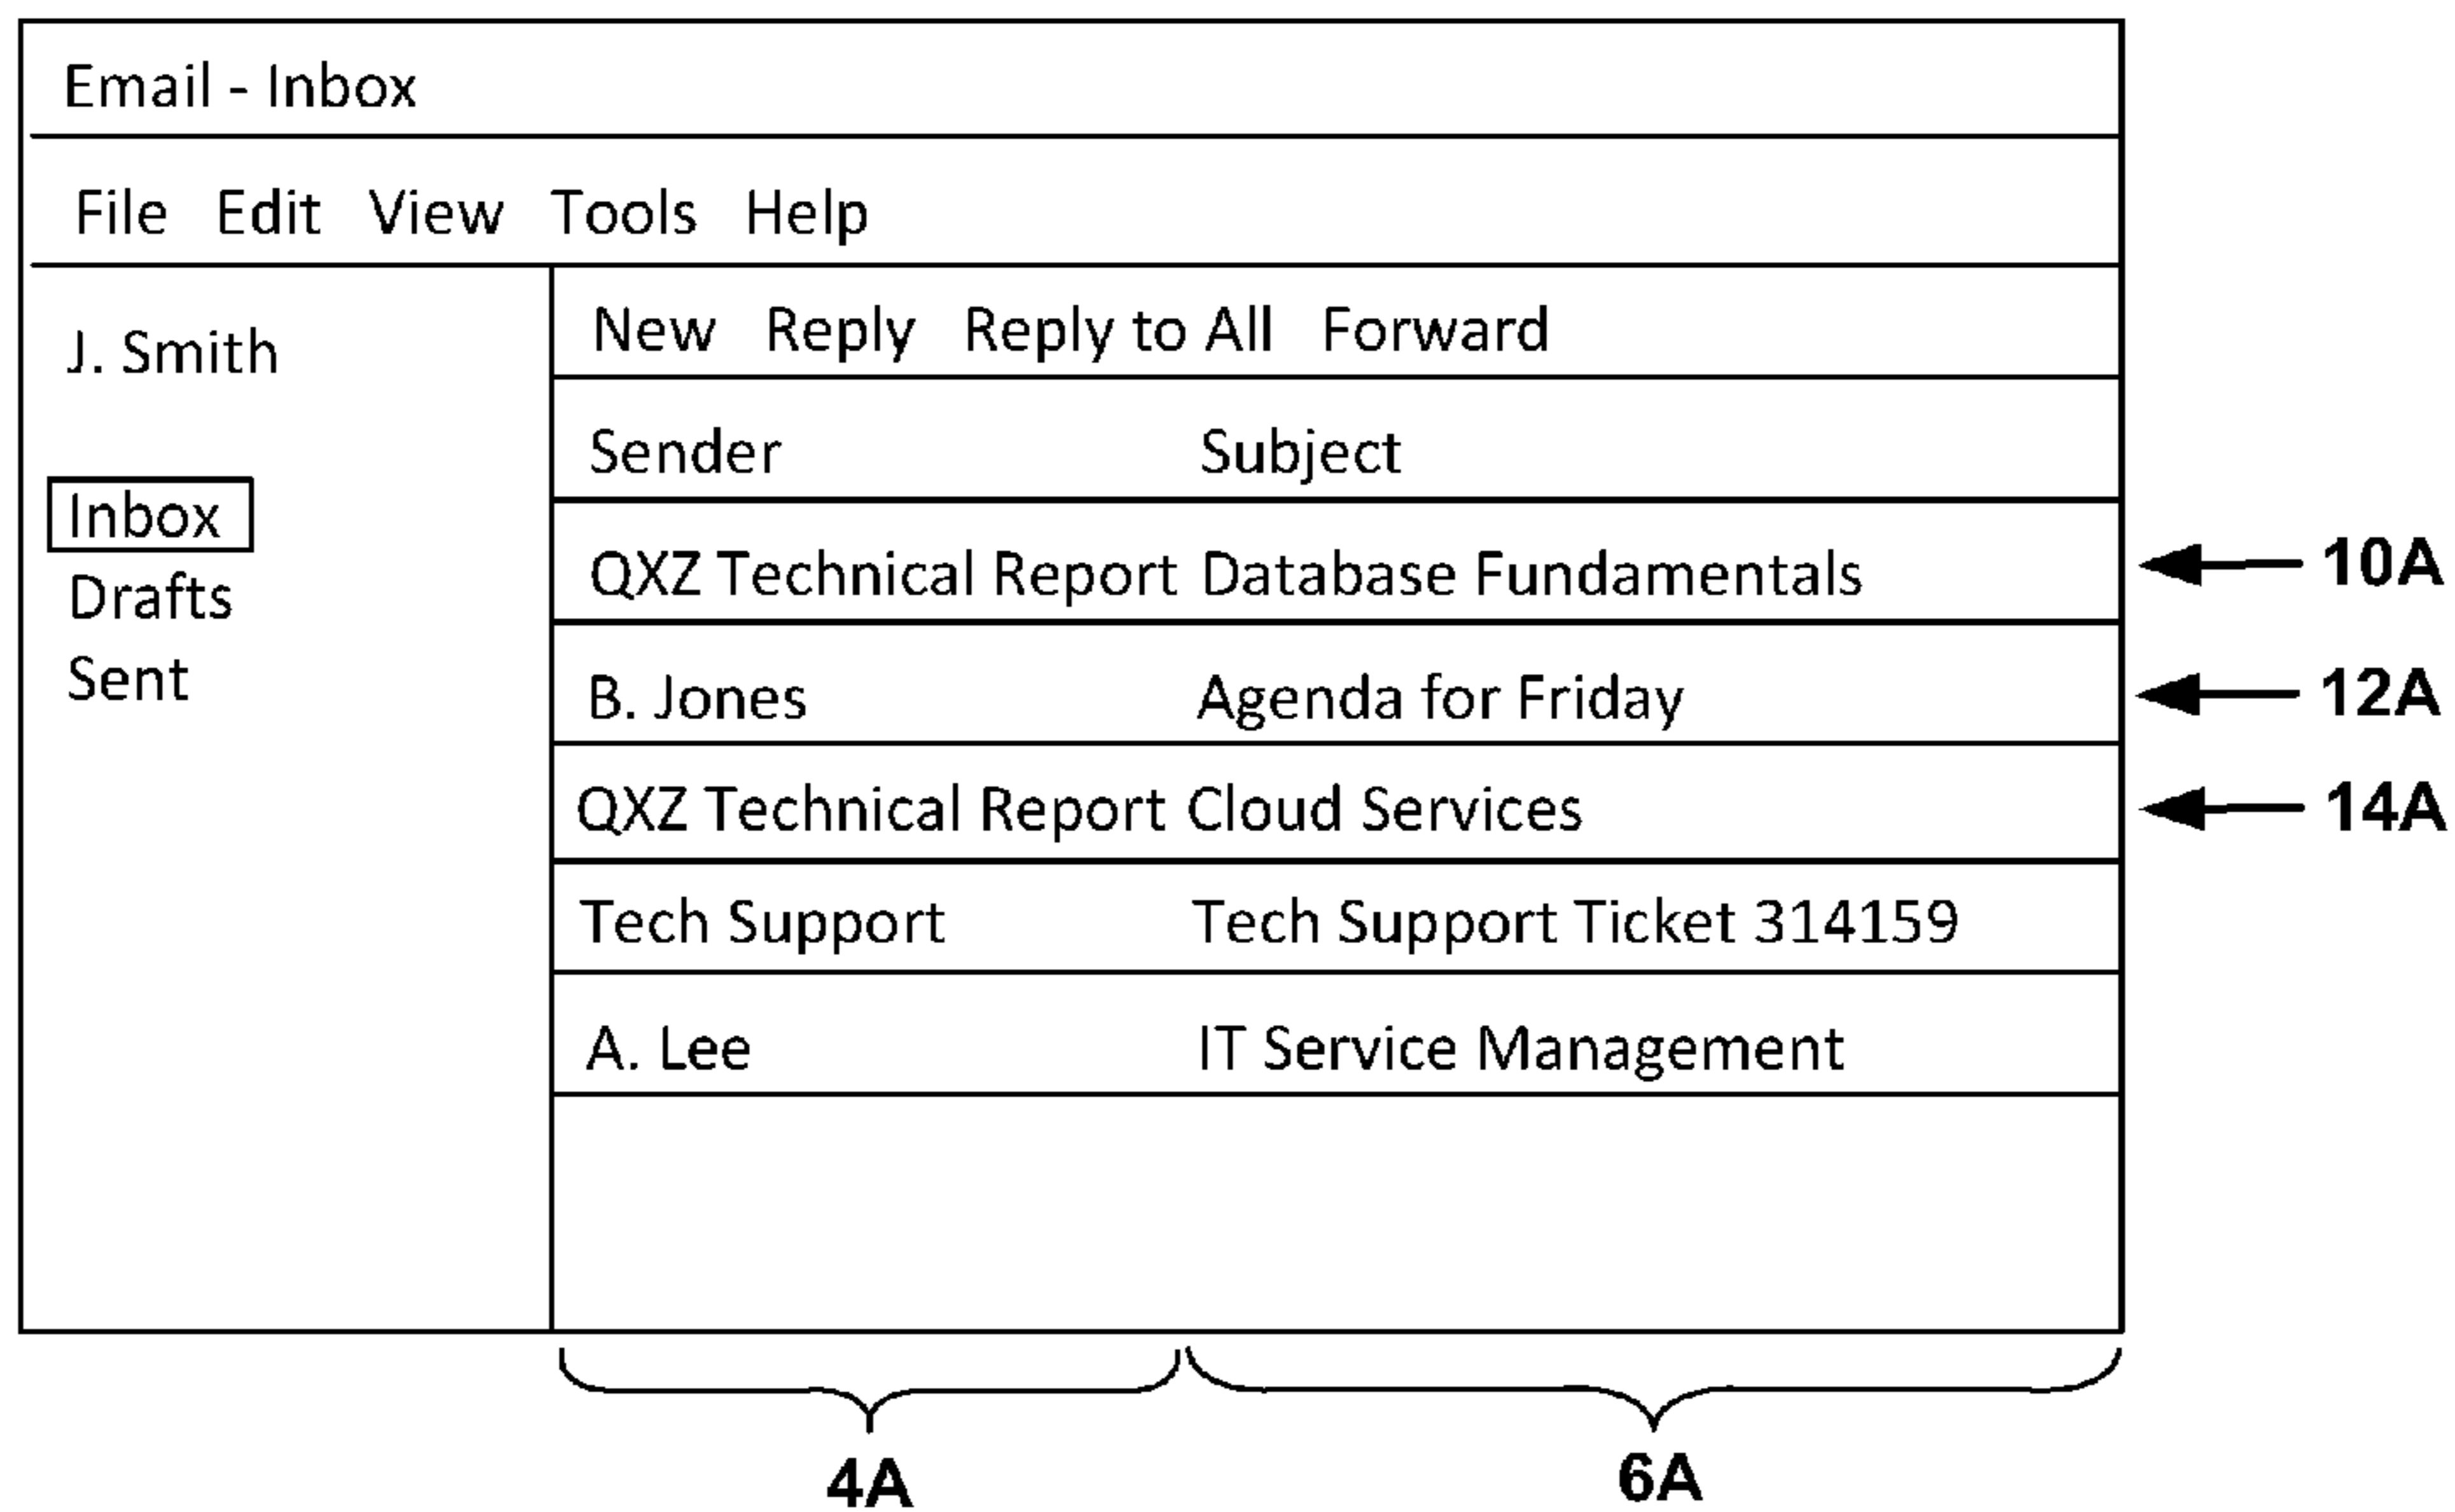 Email - Inbox
File Edit View Tools Help
J. Smith
Inbox
Drafts
Sent
New Reply Reply to All Forward
Sender Subject
QXZ Technical Report Database Fundamentals
B. Jones Agenda for Friday
QXZ Technical Report Cloud Services
Tech Support Tech Support Ticket 314159
A. Lee IT Service Management
10A
12A
14A
4A 6A